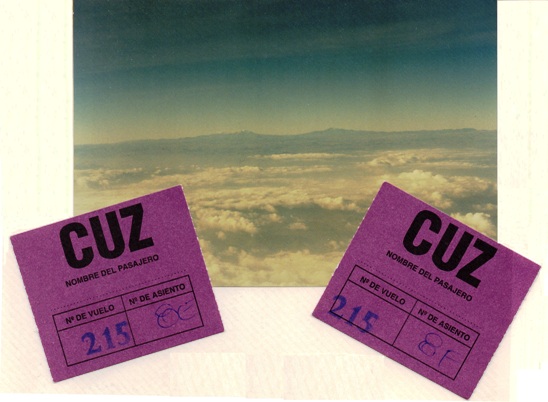 CUZ
NOMBRE DEL PASAJERO
Nº DE VUELO
Nº DE ASIENTO
215
8E
CUZ
NOMBRE DEL PASAJERO
Nº DE VUELO
Nº DE ASIENTO
215
8F